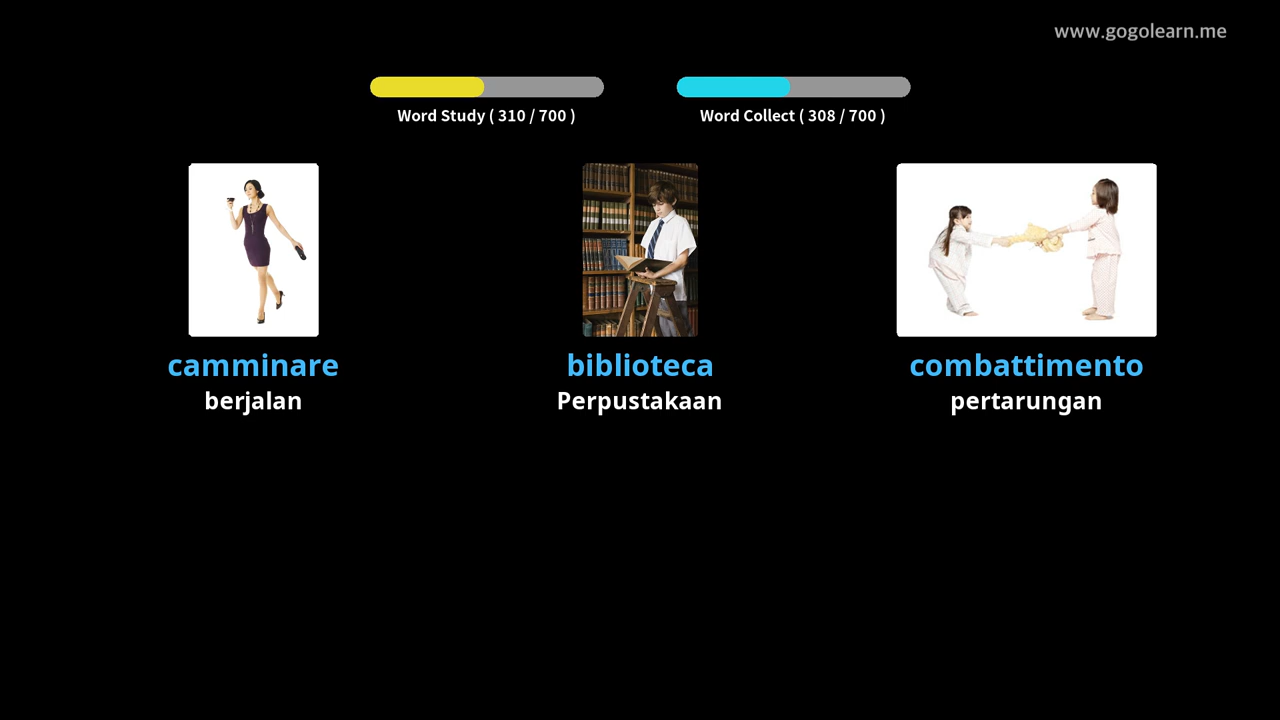 www.gogolearn.me
Word Study ( 310 / 700 )
Word Collect ( 308 / 700 )
camminare
berjalan
biblioteca
Perpustakaan
combattimento
pertarungan